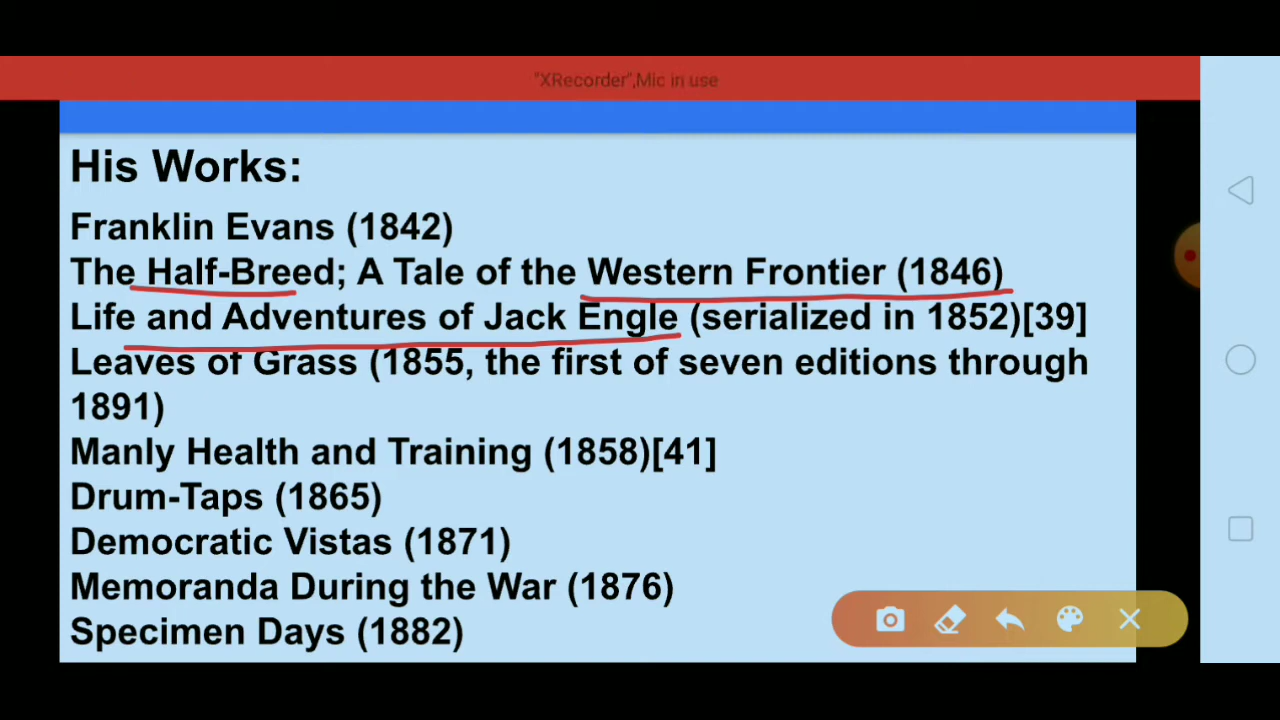 "XRecorder",Mic in use
His Works:
Franklin Evans (1842)
The Half-Breed; A Tale of the Western Frontier (1846)
Life and Adventures of Jack Engle (serialized in 1852)[39]
Leaves of Grass (1855, the first of seven editions through
1891)
Manly Health and Training (1858)[41]
Drum-Taps (1865)
Democratic Vistas (1871)
Memoranda During the War (1876)
Specimen Days (1882)